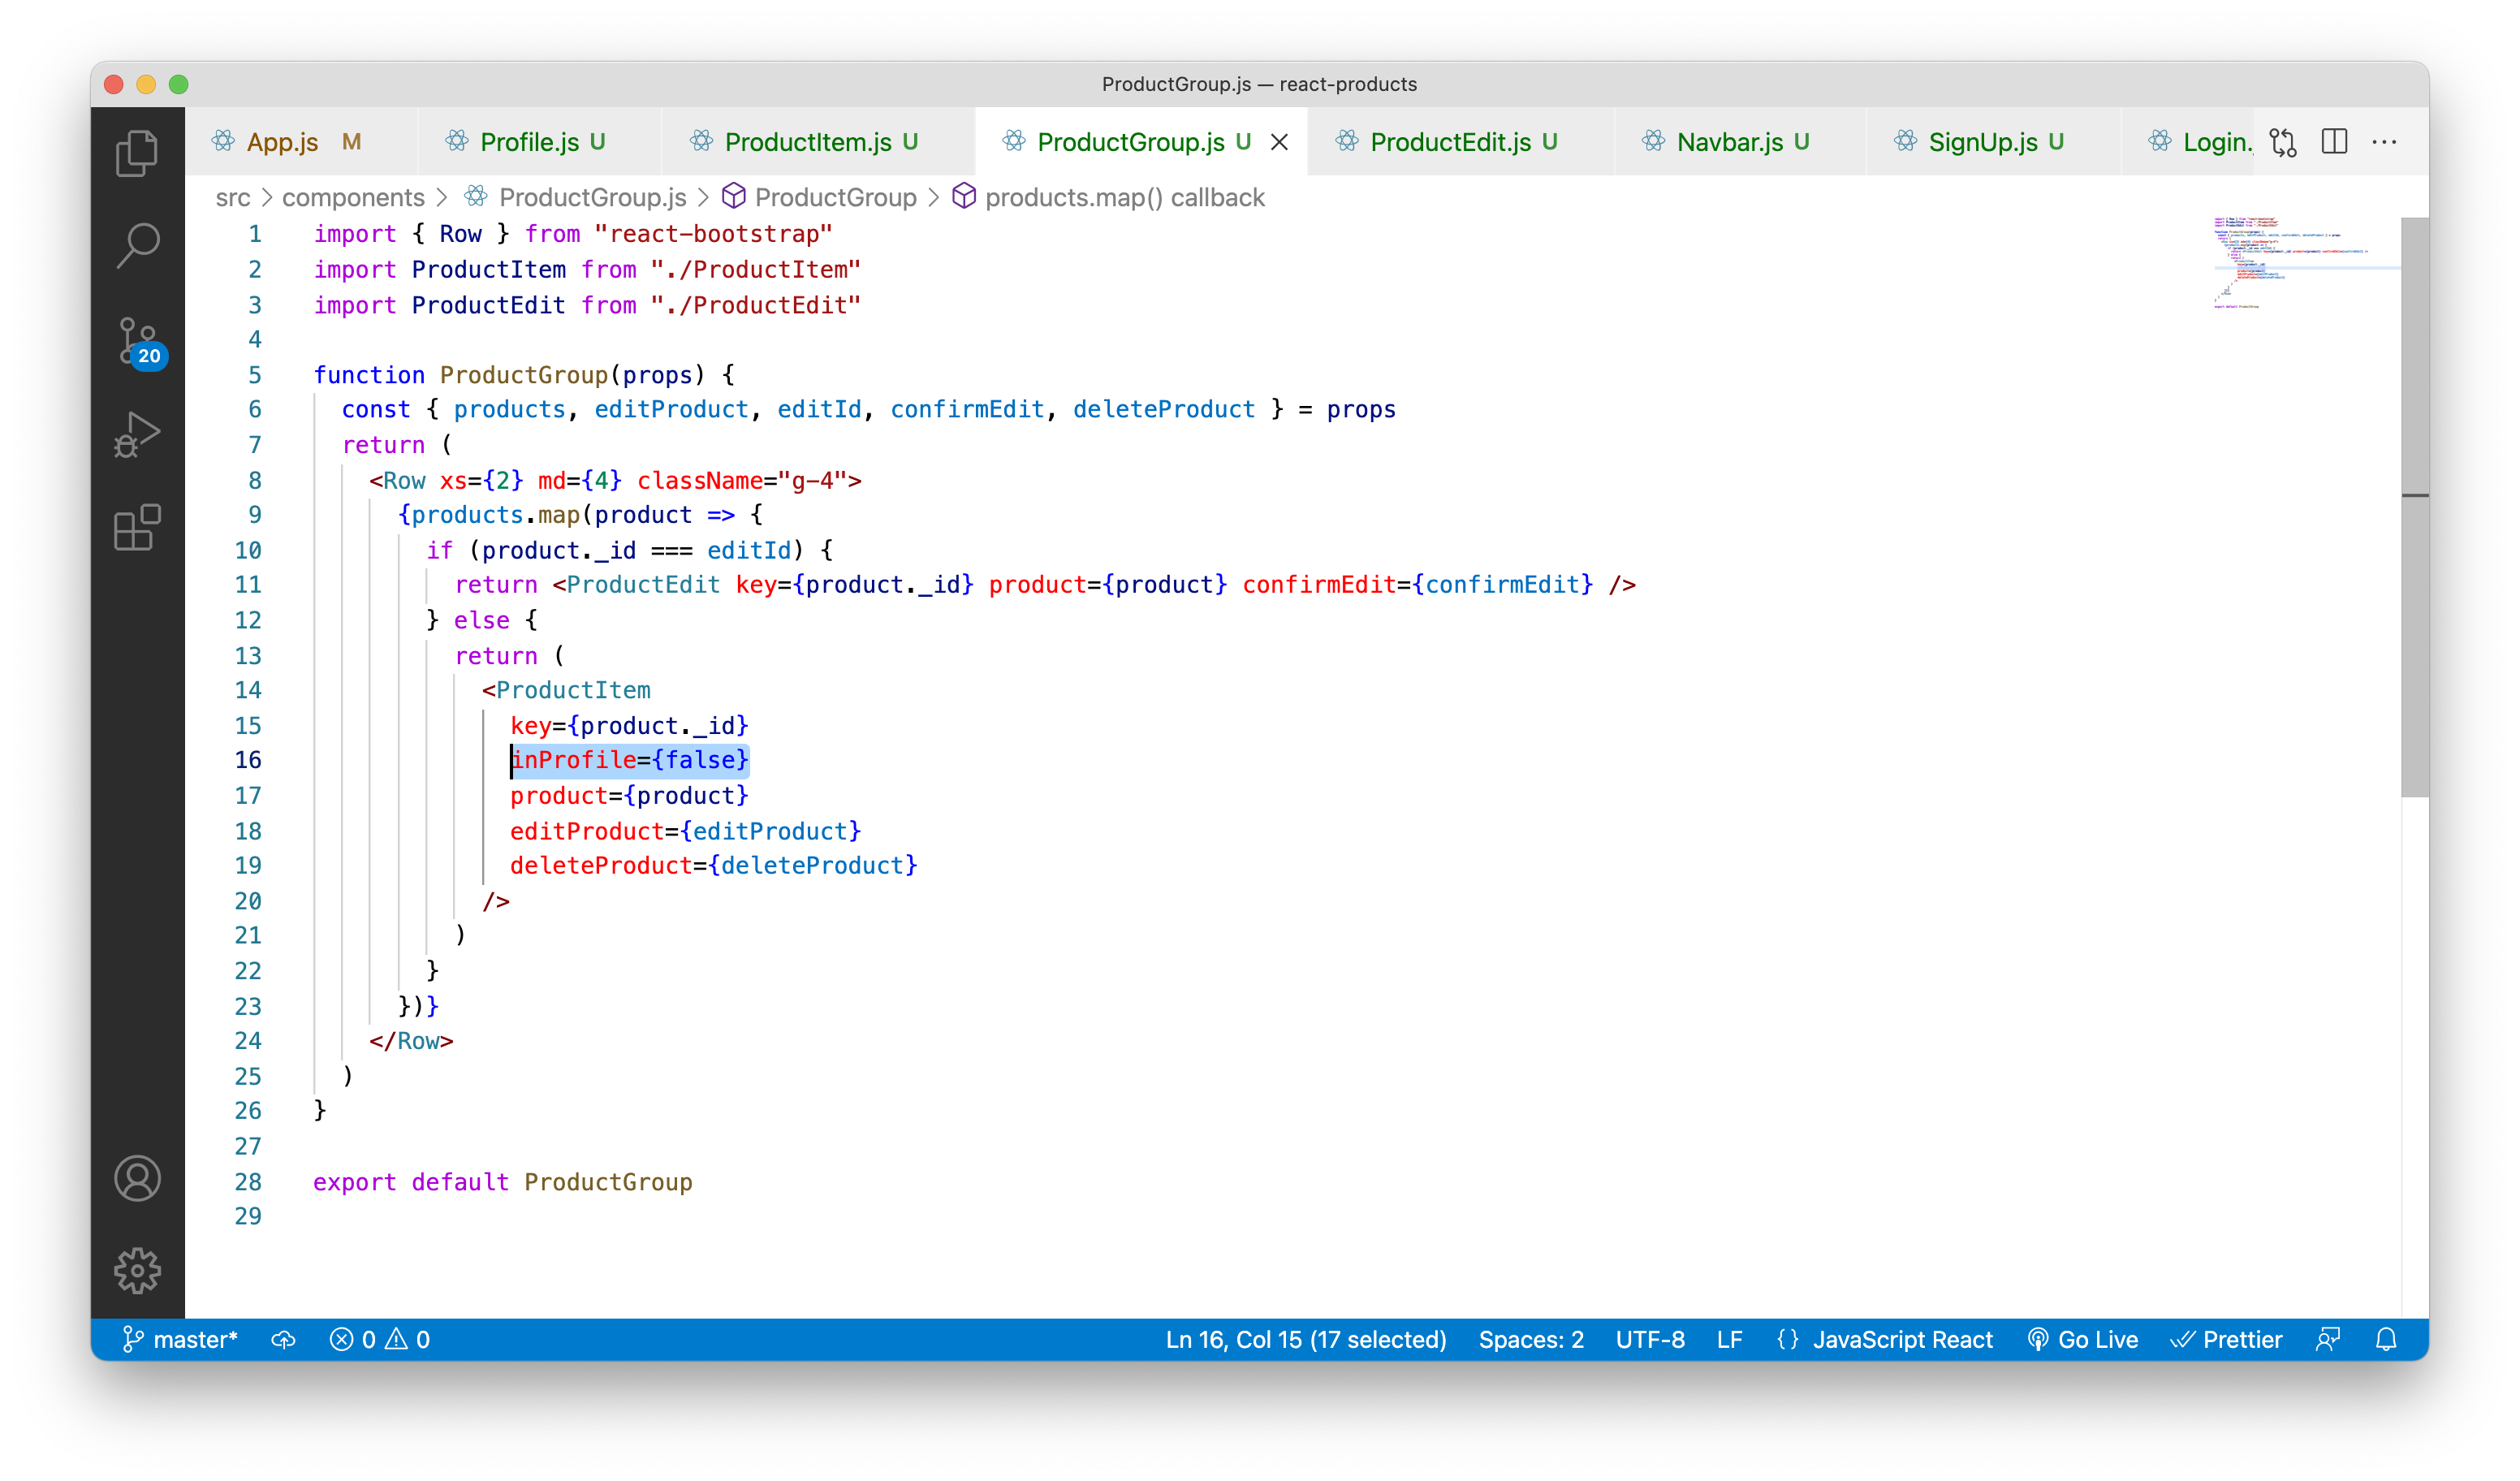 ProductGroup.js — react-products
App.js M Profile.js U ProductItem.js U ProductGroup.js U ProductEdit.js U Navbar.js U SignUp.js U Login.
src > components > ProductGroup.js > ProductGroup > products.map() callback
1 import { Row } from "react-bootstrap"
2 import ProductItem from "./ProductItem"
3 import ProductEdit from "./ProductEdit"
4
5 function ProductGroup(props) {
6 const { products, editProduct, editId, confirmEdit, deleteProduct } = props
7 return (
8 <Row xs={2} md={4} className="g-4">
9 {products.map(product => {
10 if (product._id === editId) {
11 return <ProductEdit key={product._id} product={product} confirmEdit={confirmEdit} />
12 } else {
13 return (
14 <ProductItem
15 key={product._id}
16 inProfile={false}
17 product={product}
18 editProduct={editProduct}
19 deleteProduct={deleteProduct}
20 />
21 )
22 }
23 })}
24 </Row>
25 )
26 }
27
28 export default ProductGroup
29
20
master* 0 0 Ln 16, Col 15 (17 selected) Spaces: 2 UTF-8 LF {} JavaScript React Go Live Prettier